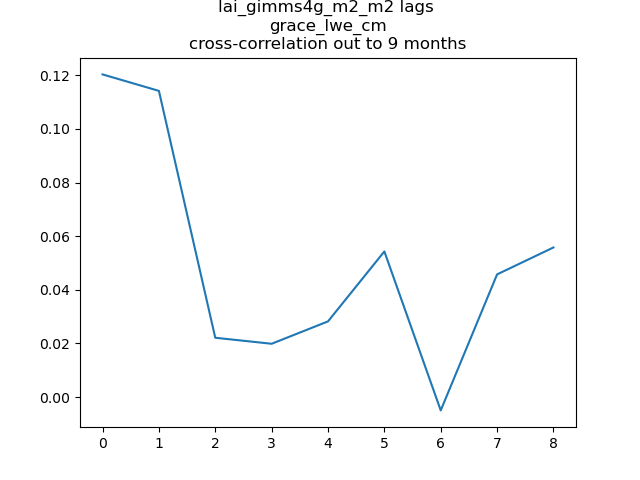 lai_gimms4g_m2_m2 lags
grace_lwe_cm
cross-correlation out to 9 months
0.12
0.10
0.08
0.06
0.04
0.02
0.00
0 1 2 3 4 5 6 7 8